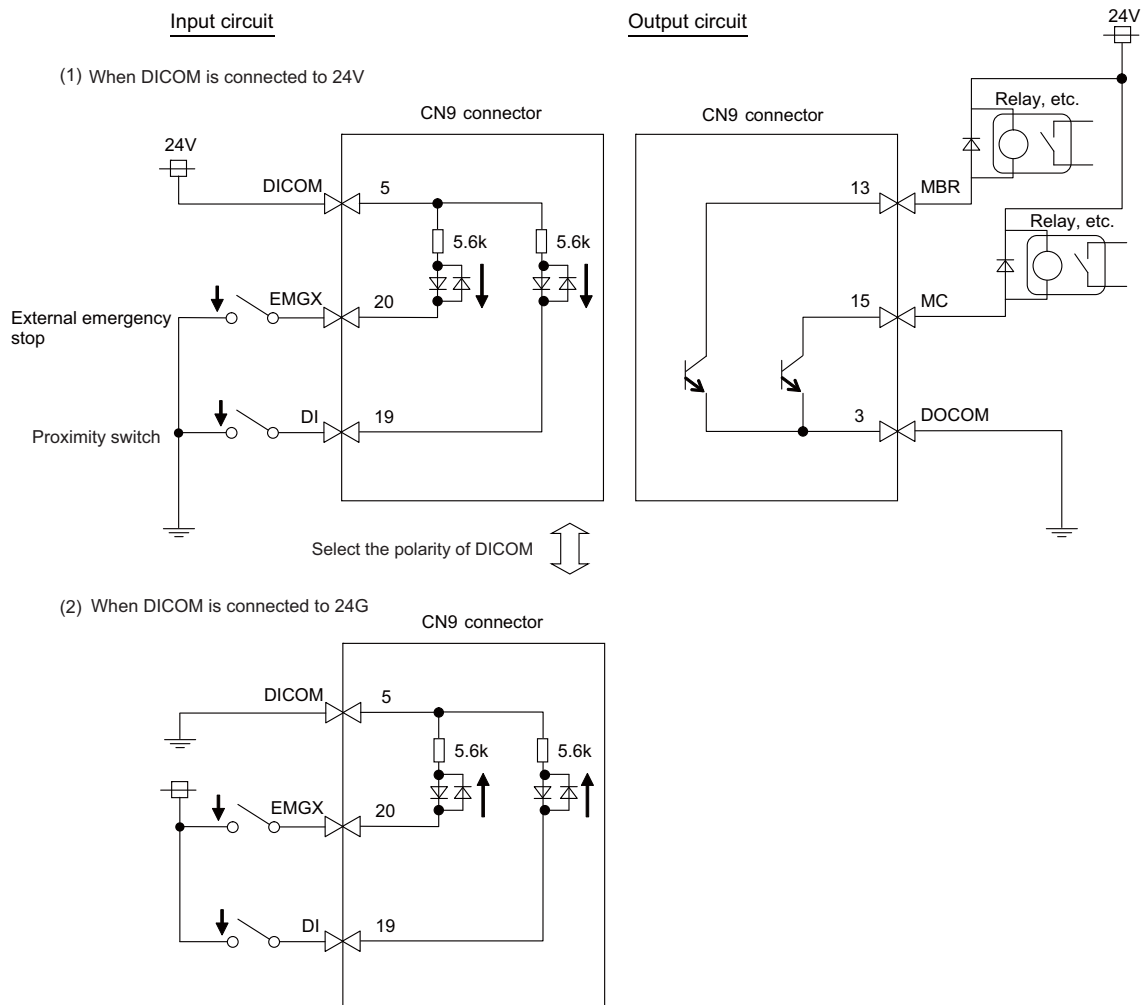 Input circuit
Output circuit
24V
(1) When DICOM is connected to 24V
CN9 connector
CN9 connector
Relay, etc.
24V
DICOM
5
13
MBR
5.6k
5.6k
Relay, etc.
EMGX
20
15
MC
External emergency
stop
DI
19
3
DOCOM
Proximity switch
Select the polarity of DICOM
(2) When DICOM is connected to 24G
CN9 connector
DICOM
5
5.6k
5.6k
EMGX
20
DI
19